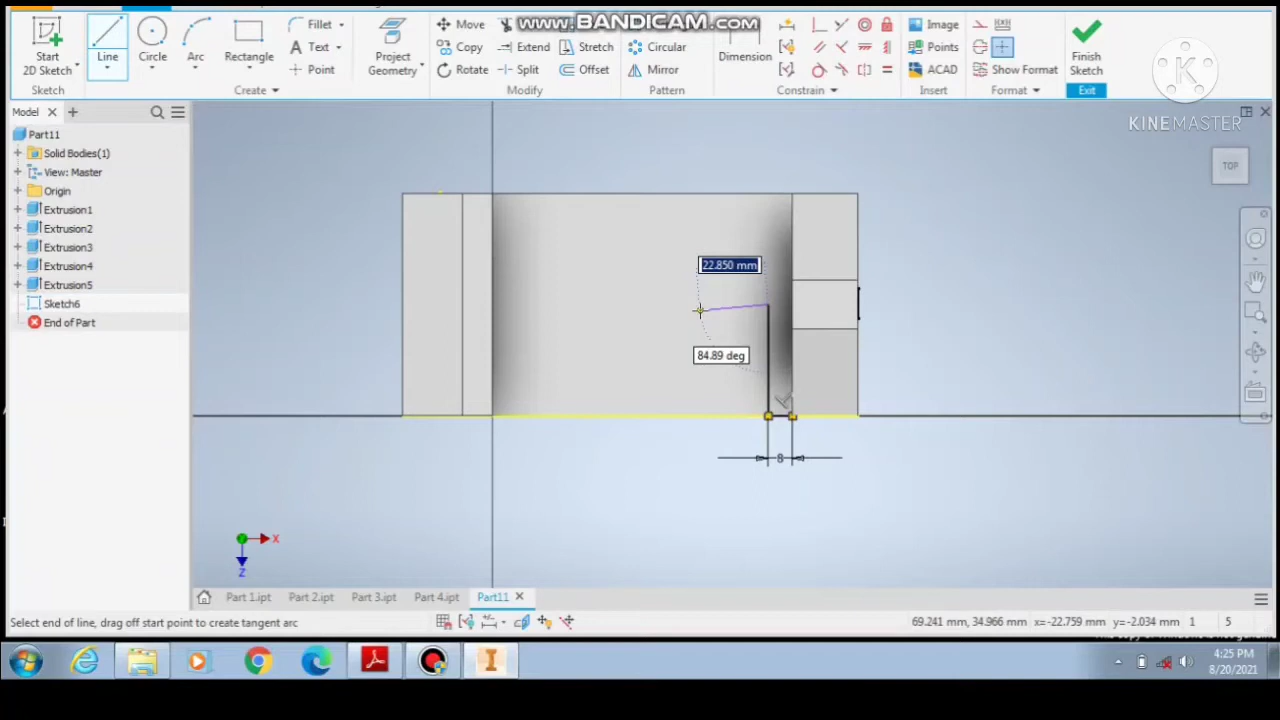 www.BANDICAM.com
KINEMASTER
K
Start
2D Sketch
Sketch
Line
Circle
Arc
Rectangle
Fillet
Text
Point
Create
Project
Geometry
Move
Copy
Rotate
Extend
Split
Stretch
Offset
Modify
Circular
Mirror
Pattern
Dimension
Constrain
Image
Points
ACAD
Insert
Show Format
Format
Finish
Sketch
Exit
Model
Part11
Solid Bodies(1)
View: Master
Origin
Extrusion1
Extrusion2
Extrusion3
Extrusion4
Extrusion5
Sketch6
End of Part
TOP
22.850 mm
84.89 deg
8
X
Z
Part 1.ipt
Part 2.ipt
Part 3.ipt
Part 4.ipt
Part11
Select end of line, drag off start point to create tangent arc
69.241 mm, 34.966 mm
x=-22.759 mm
y=-2.034 mm
1
5
4:25 PM
8/20/2021